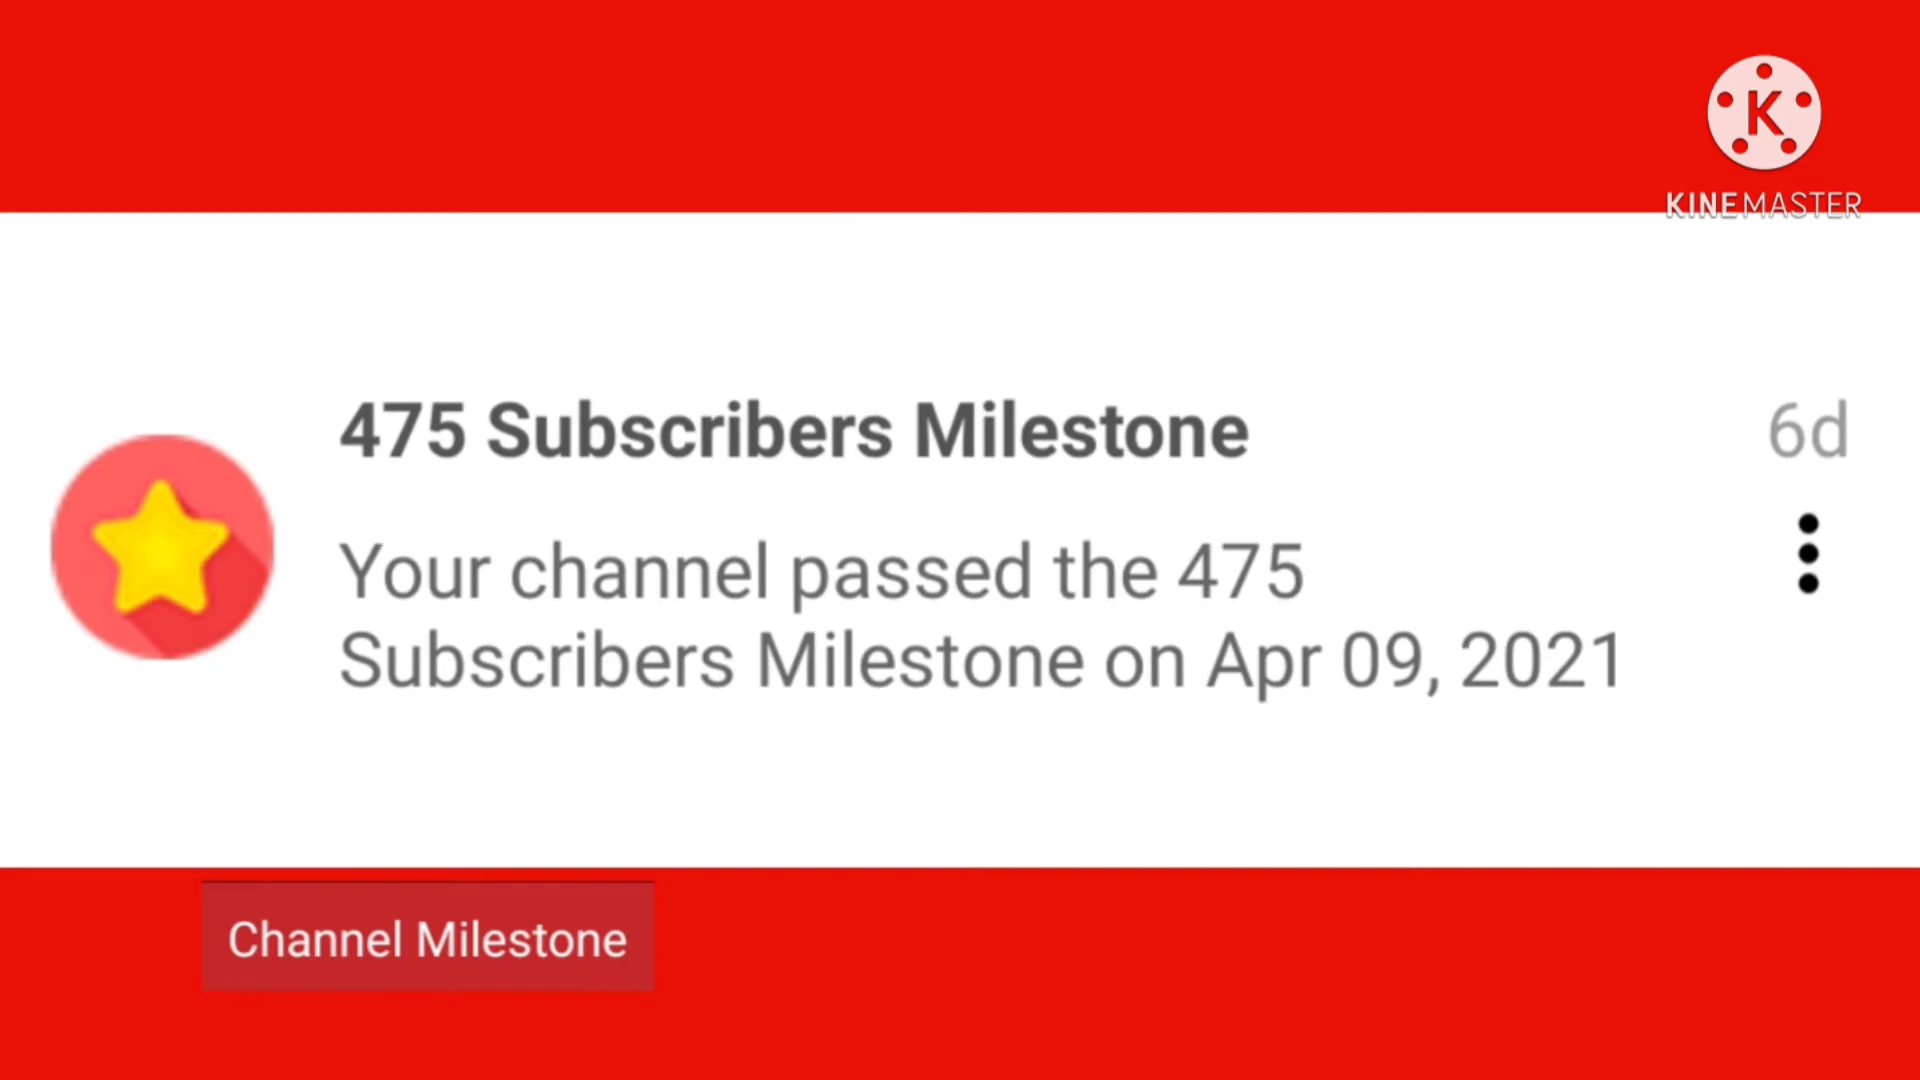 K
KINEMASTER
475 Subscribers Milestone
6d
Your channel passed the 475
Subscribers Milestone on Apr 09, 2021
Channel Milestone